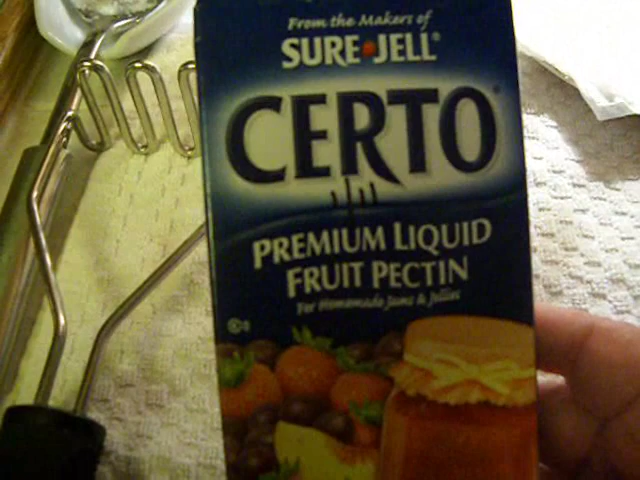 From the Makers of
SURE•JELL®
CERTO®
PREMIUM LIQUID
FRUIT PECTIN
For Homemade Jams & Jellies